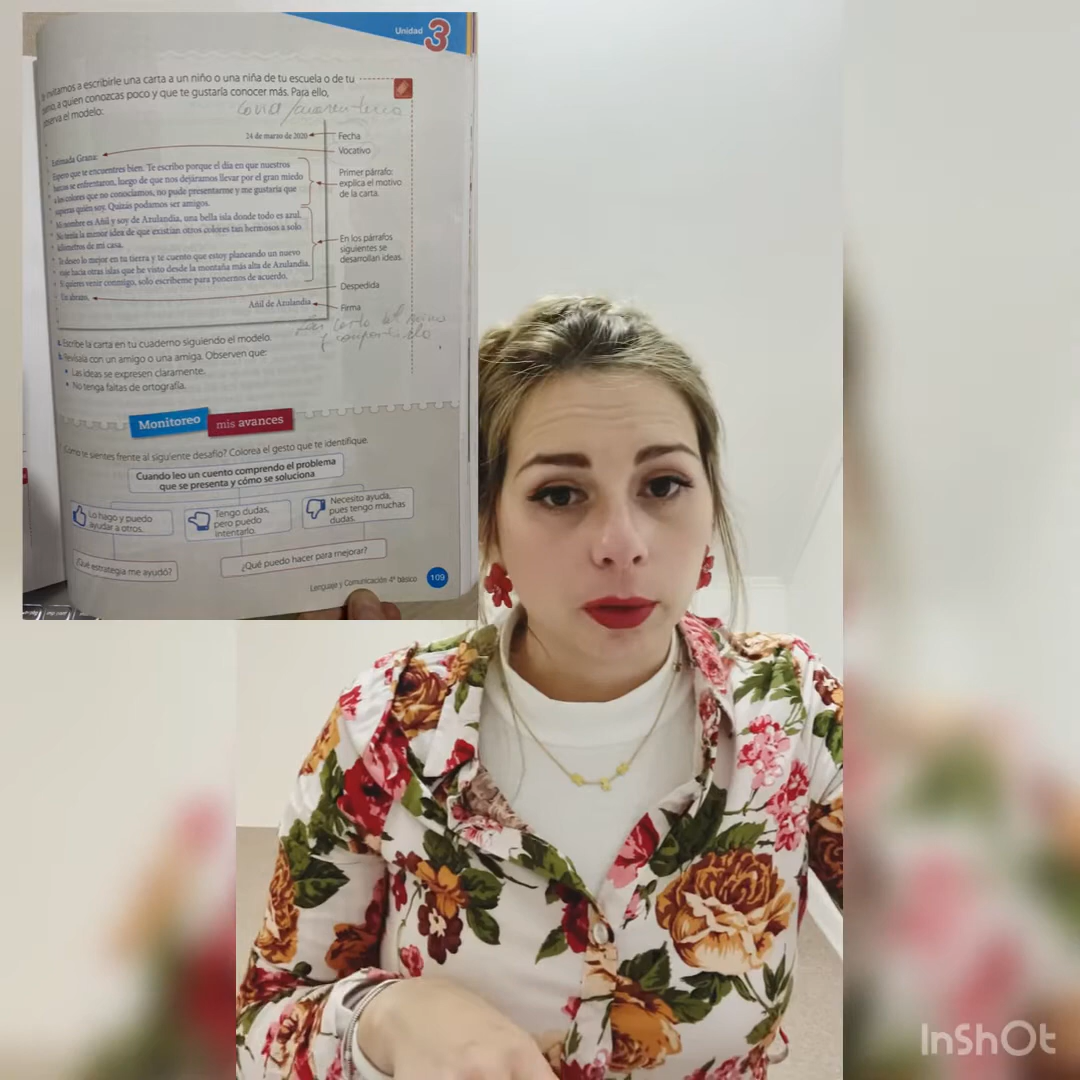 Unidad 3
invitamos a escribirle una carta a un niño o una niña de tu escuela o de tu
a quien conozcas poco y que te gustaría conocer más. Para ello,
observa el modelo:
24 de marzo de 2020
Fecha
Estimada Grana:
Vocativo
Espero que te encuentres bien. Te escribo porque el día en que nuestros
barcos se enfrentaron, luego de que nos dejáramos llevar por el gran miedo
a los colores que no conocíamos, no pude presentarme y me gustaría que
supieras quién soy. Quizás podamos ser amigos.
Primer párrafo:
explica el motivo
de la carta.
Mi nombre es Añil y soy de Azulandia, una bella isla donde todo es azul.
No tenía la menor idea de que existían otros colores tan hermosos a solo
kilómetros de mi casa.
Te deseo lo mejor en tu tierra y te cuento que estoy planeando un nuevo
viaje hacia otras islas que he visto desde la montaña más alta de Azulandia.
Si quieres venir conmigo, solo escríbeme para ponernos de acuerdo.
En los párrafos
siguientes se
desarrollan ideas.
Un abrazo,
Despedida
Añil de Azulandia
Firma
a. Escribe la carta en tu cuaderno siguiendo el modelo.
b. Revísala con un amigo o una amiga. Observen que:
• Las ideas se expresen claramente.
• No tenga faltas de ortografía.
Monitoreo mis avances
¿Cómo te sientes frente al siguiente desafío? Colorea el gesto que te identifique.
Cuando leo un cuento comprendo el problema
que se presenta y cómo se soluciona
Lo hago y puedo
ayudar a otros.
Tengo dudas,
pero puedo
intentarlo.
Necesito ayuda,
pues tengo muchas
dudas.
¿Qué estrategia me ayudó?
¿Qué puedo hacer para mejorar?
Lenguaje y Comunicación 4º básico 109
InShOt